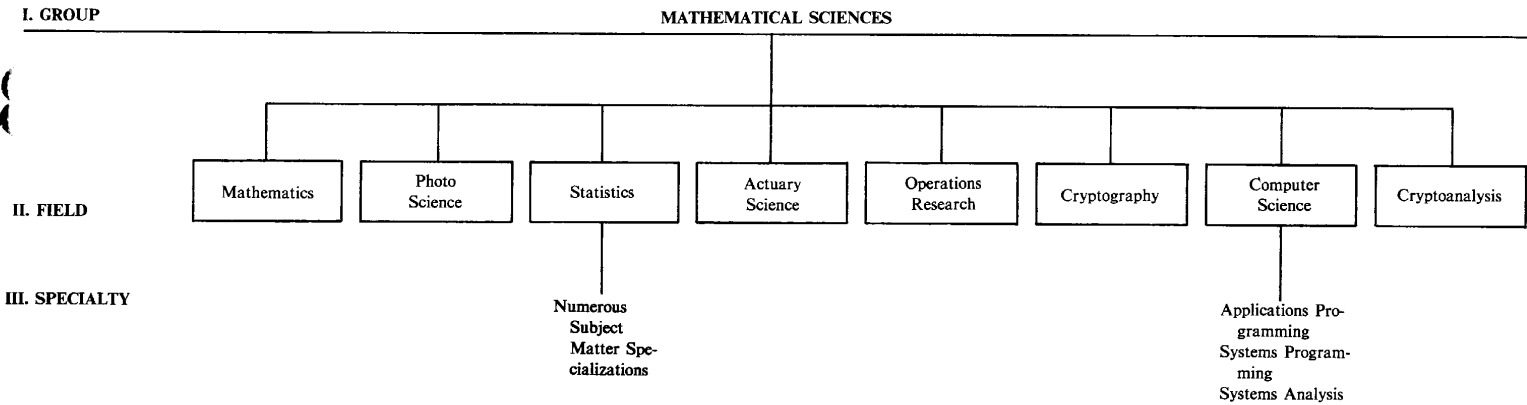 I. GROUP
MATHEMATICAL SCIENCES
II. FIELD
Mathematics
Photo
Science
Statistics
Actuary
Science
Operations
Research
Cryptography
Computer
Science
Cryptoanalysis
III. SPECIALTY
Numerous
Subject
Matter Spe-
cializations
Applications Pro-
gramming
Systems Program-
ming
Systems Analysis